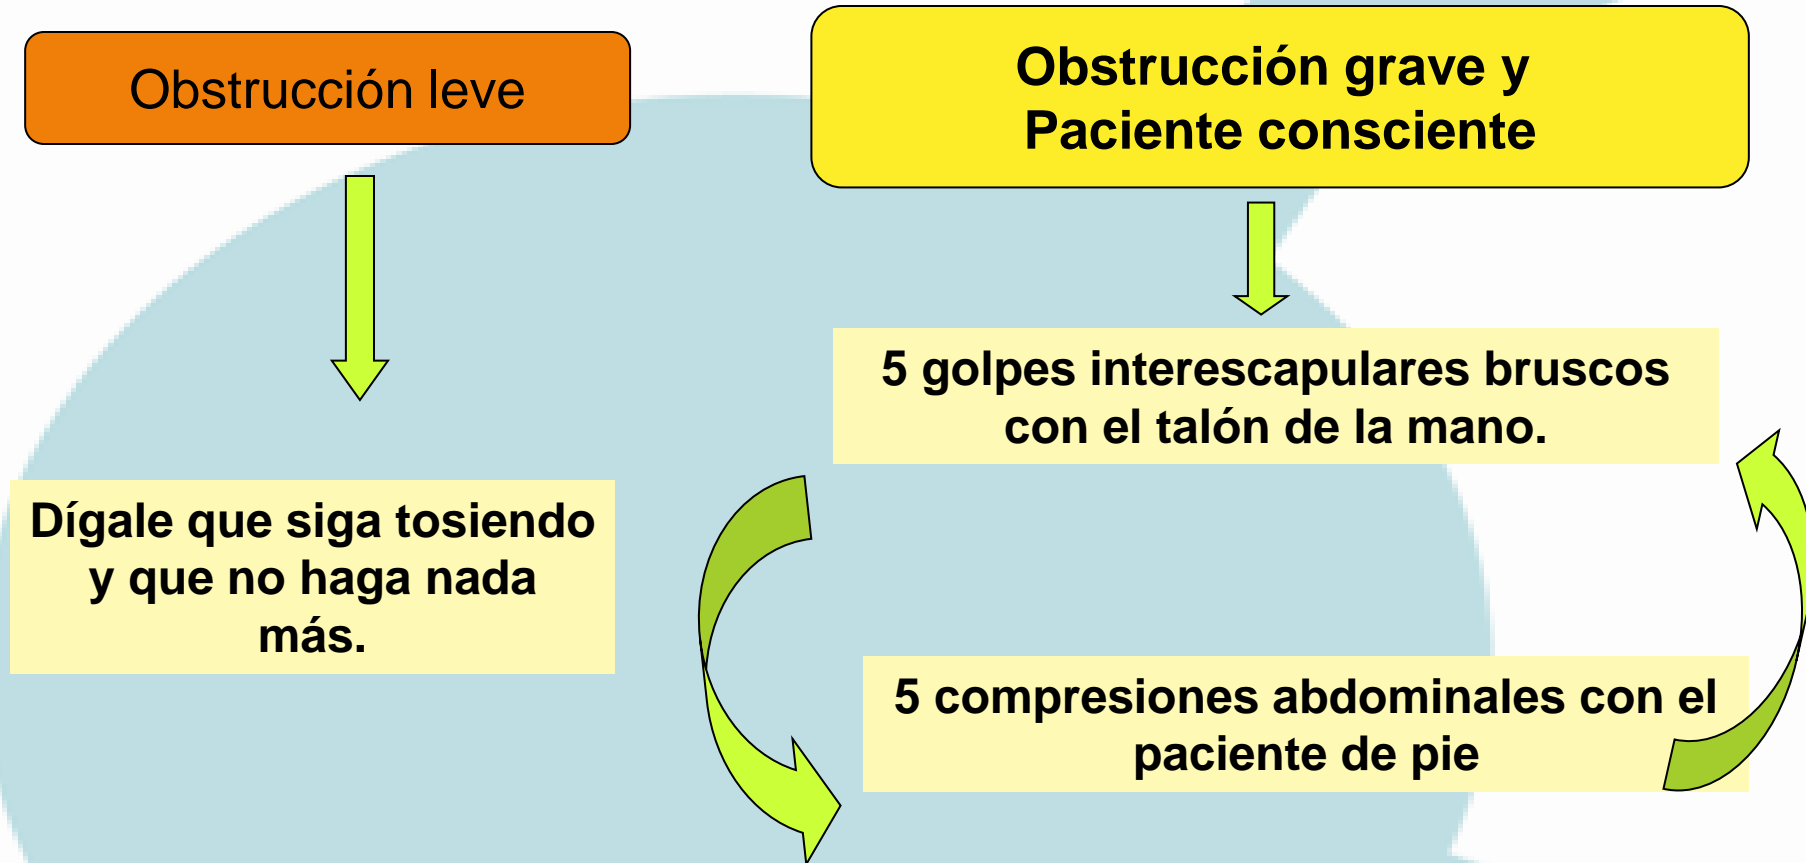 Obstrucción leve
Obstrucción grave y
Paciente consciente
5 golpes interescapulares bruscos
con el talón de la mano.
Dígale que siga tosiendo
y que no haga nada
más.
5 compresiones abdominales con el
paciente de pie